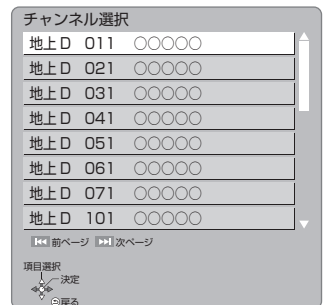 チャンネル選択
地上D 011 ○○○○○
地上D 021 ○○○○○
地上D 031 ○○○○○
地上D 041 ○○○○○
地上D 051 ○○○○○
地上D 061 ○○○○○
地上D 071 ○○○○○
地上D 101 ○○○○○
前ページ 次ページ
項目選択
決定
戻る